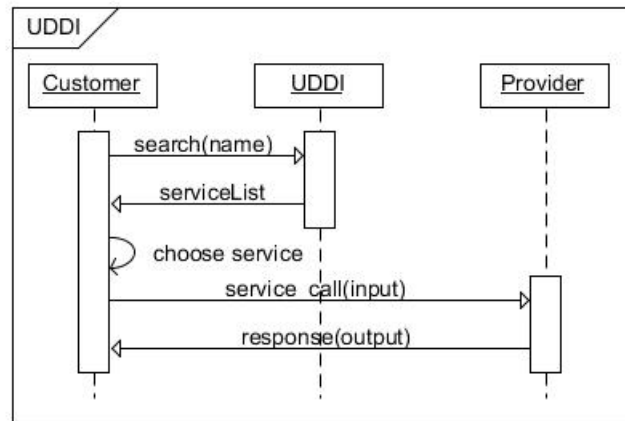 UDDI
Customer UDDI Provider
search(name)
serviceList
choose service
service call(input)
response(output)